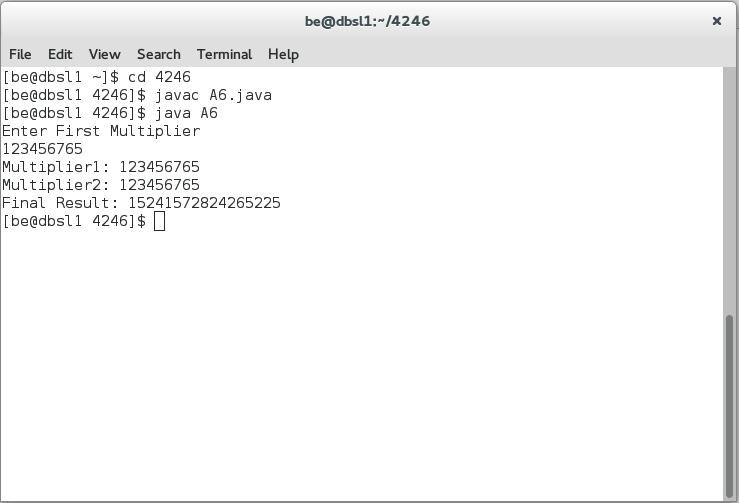 be@dbsl1:~/4246
File Edit View Search Terminal Help
[be@dbsl1 ~]$ cd 4246
[be@dbsl1 4246]$ javac A6.java
[be@dbsl1 4246]$ java A6
Enter First Multiplier
123456765
Multiplier1: 123456765
Multiplier2: 123456765
Final Result: 15241572824265225
[be@dbsl1 4246]$